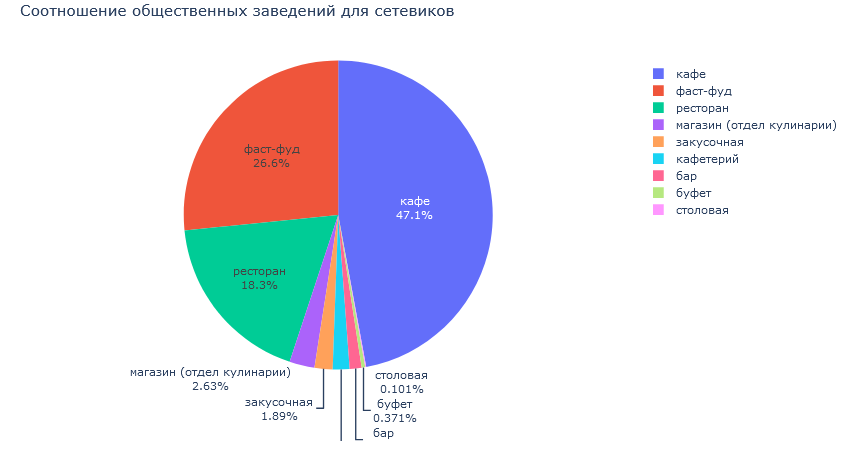 Соотношение общественных заведений для сетевиков
кафе
фаст-фуд
ресторан
магазин (отдел кулинарии)
закусочная
кафетерий
бар
буфет
столовая
фаст-фуд
26.6%
кафе
47.1%
ресторан
18.3%
магазин (отдел кулинарии)
2.63%
закусочная
1.89%
столовая
0.101%
буфет
0.371%
бар